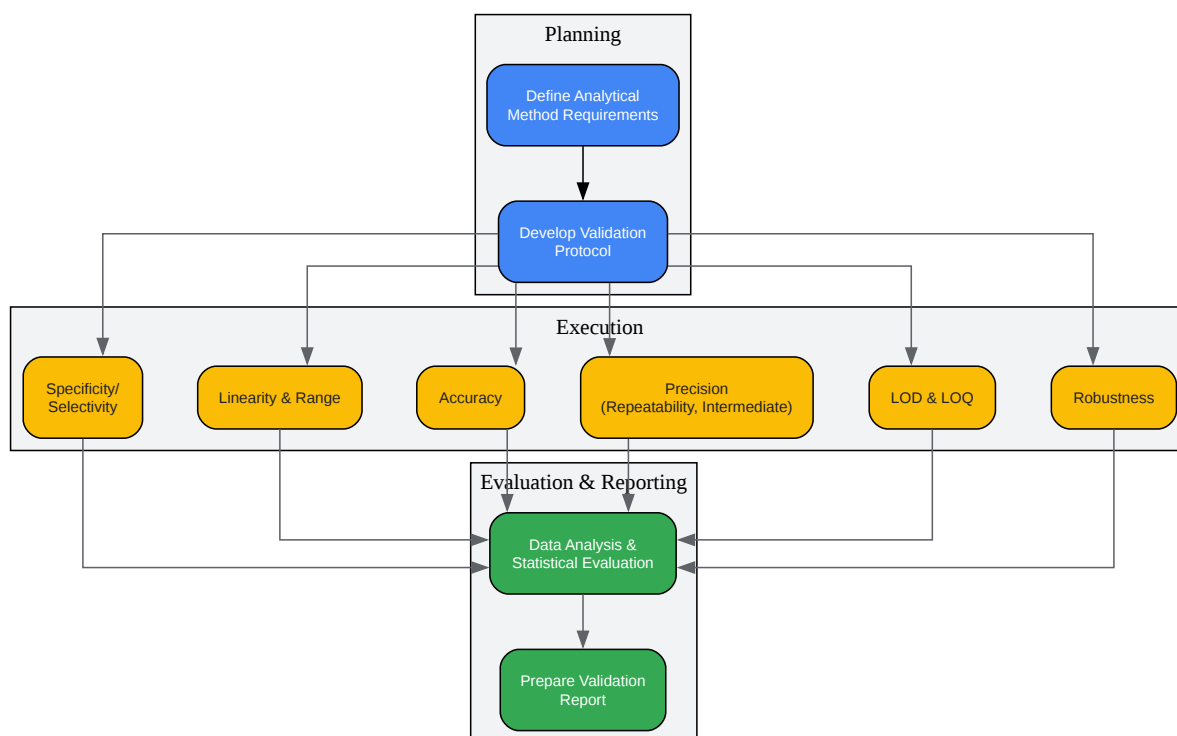 Planning
Define Analytical
Method Requirements
Develop Validation
Protocol
Execution
Specificity/
Selectivity
Linearity & Range
Accuracy
Precision
(Repeatability, Intermediate)
LOD & LOQ
Robustness
Evaluation & Reporting
Data Analysis &
Statistical Evaluation
Prepare Validation
Report